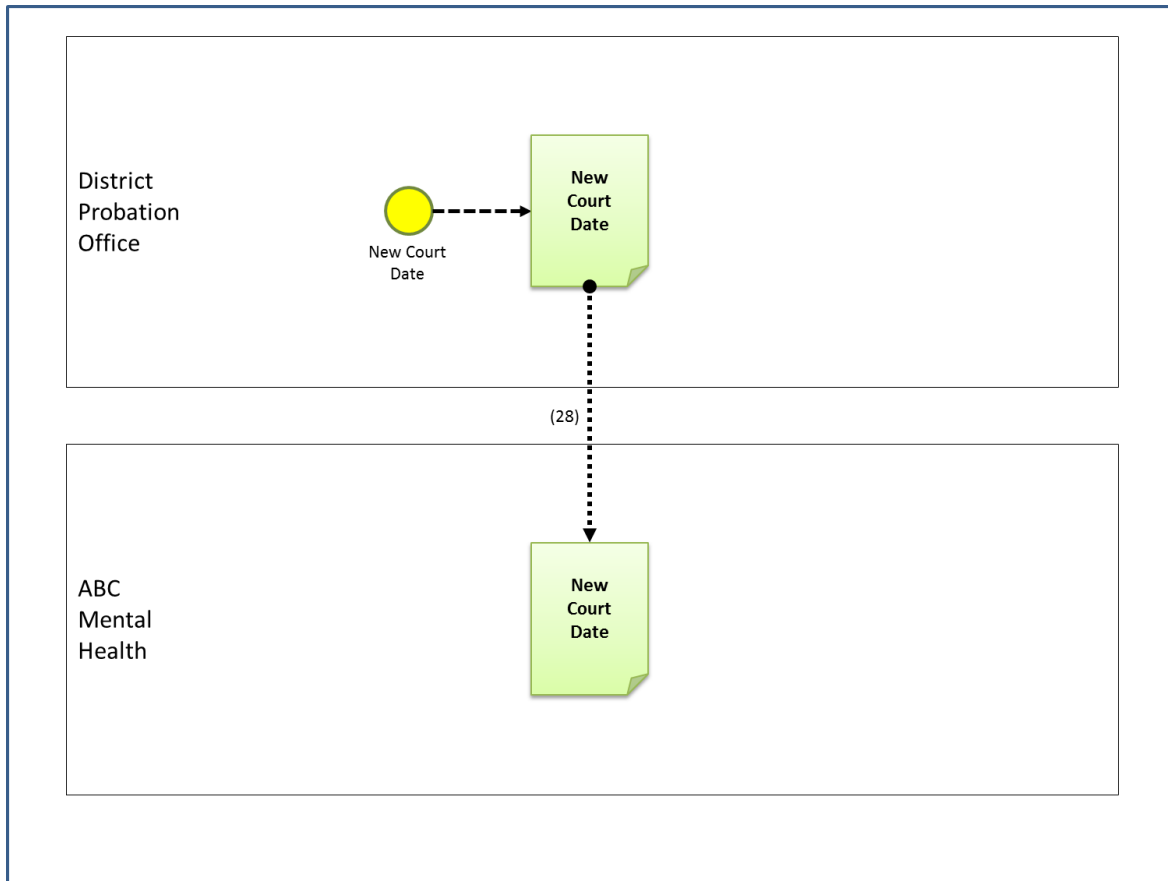 District
Probation
Office
New Court
Date
New
Court
Date
(28)
ABC
Mental
Health
New
Court
Date